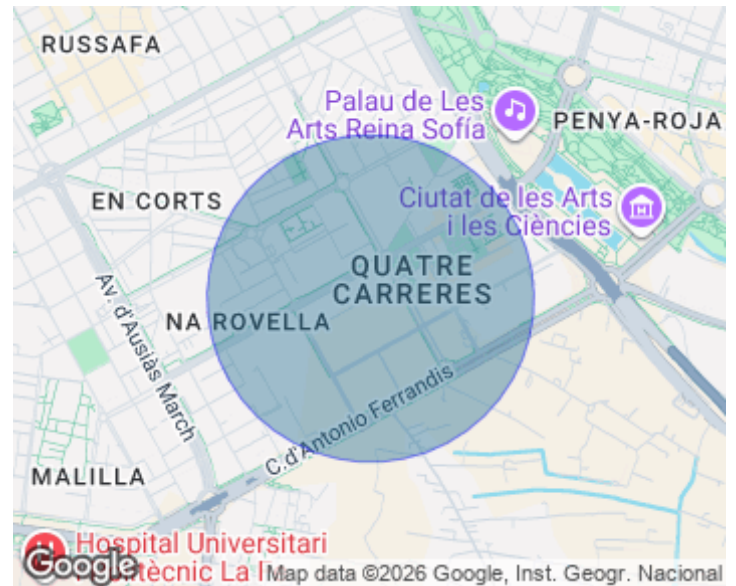 RUSSAFA
Palau de Les
Arts Reina Sofía
PENYA-ROJA
EN CORTS
Ciutat de les Arts
i les Ciències
QUATRE
CARRERES
NA ROVELLA
Av. d'Ausiàs March
C.d'Antonio Ferrandis
MALILLA
Hospital Universitari
La
Google
Map data ©2026 Google, Inst. Geogr. Nacional